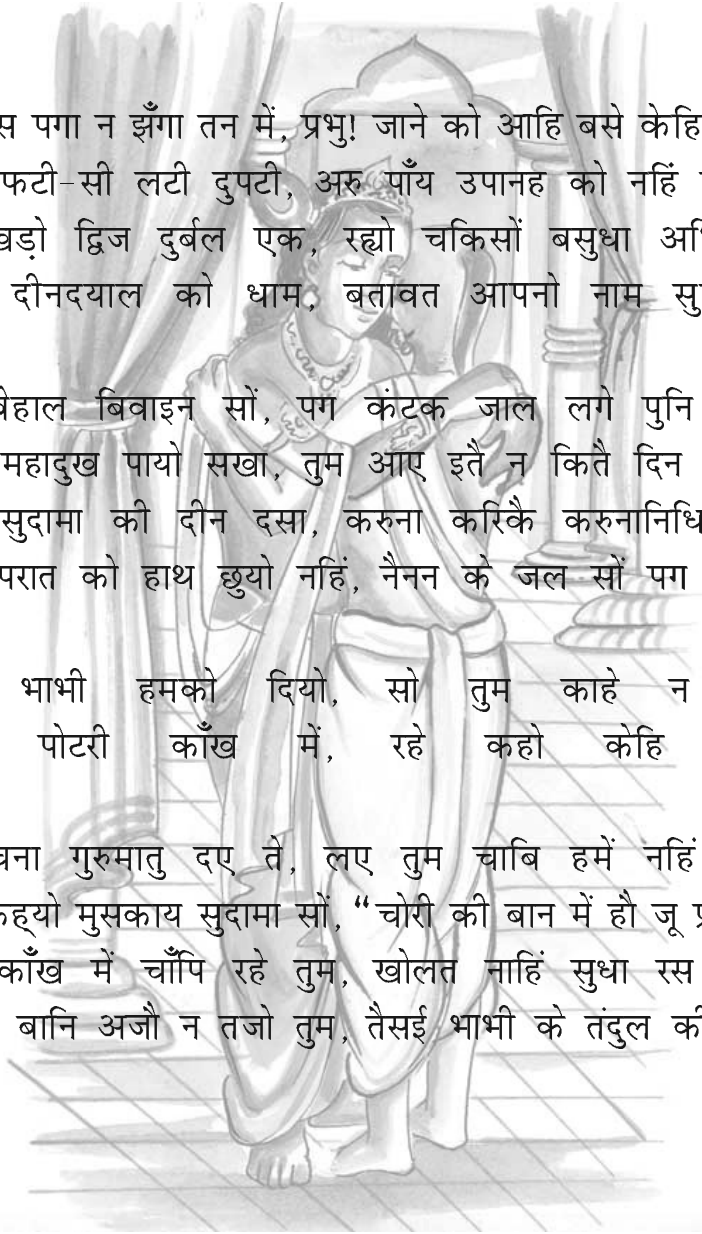 स पगा न झँगा तन में, प्रभु! जाने को आहि बसे केहि
फटी-सी लटी दुपटी, अरु पाँय उपानह को नहिं
खड़ो द्विज दुर्बल एक, रह्यो चकिसों बसुधा अभि
दीनदयाल को धाम, बतावत आपनो नाम सु
बेहाल बिवाइन सों, पग कंटक जाल लगे पुनि
महादुख पायो सखा, तुम आए इतै न कितै दिन
सुदामा की दीन दसा, करुना करिकै करुनानिधि
परात को हाथ छुयो नहिं, नैनन के जल सों पग
भाभी हमको दियो, सो तुम काहे न
पोटरी काँख में, रहे कहो केहि
चना गुरुमातु दए ते, लए तुम चाबि हमें नहिं
कह्यो मुसकाय सुदामा सों, “चोरी की बान में हौ जू प्र
काँख में चाँपि रहे तुम, खोलत नाहिं सुधा रस
बानि अजौ न तजो तुम, तैसई भाभी के तंदुल की